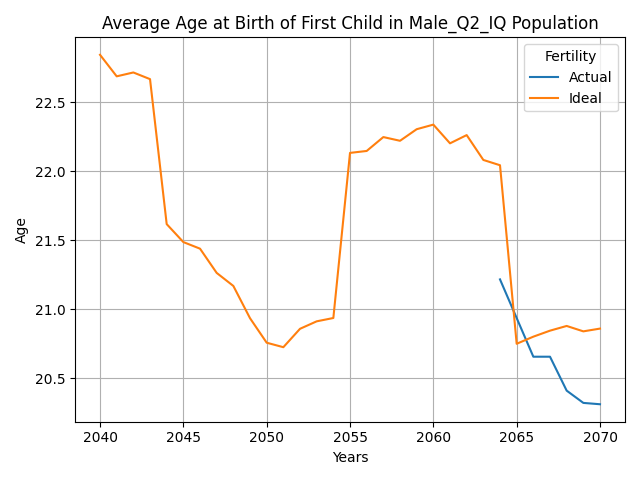 Average Age at Birth of First Child in Male_Q2_IQ Population
Fertility
Actual
Ideal
Age
22.5
22.0
21.5
21.0
20.5
2040 2045 2050 2055 2060 2065 2070
Years